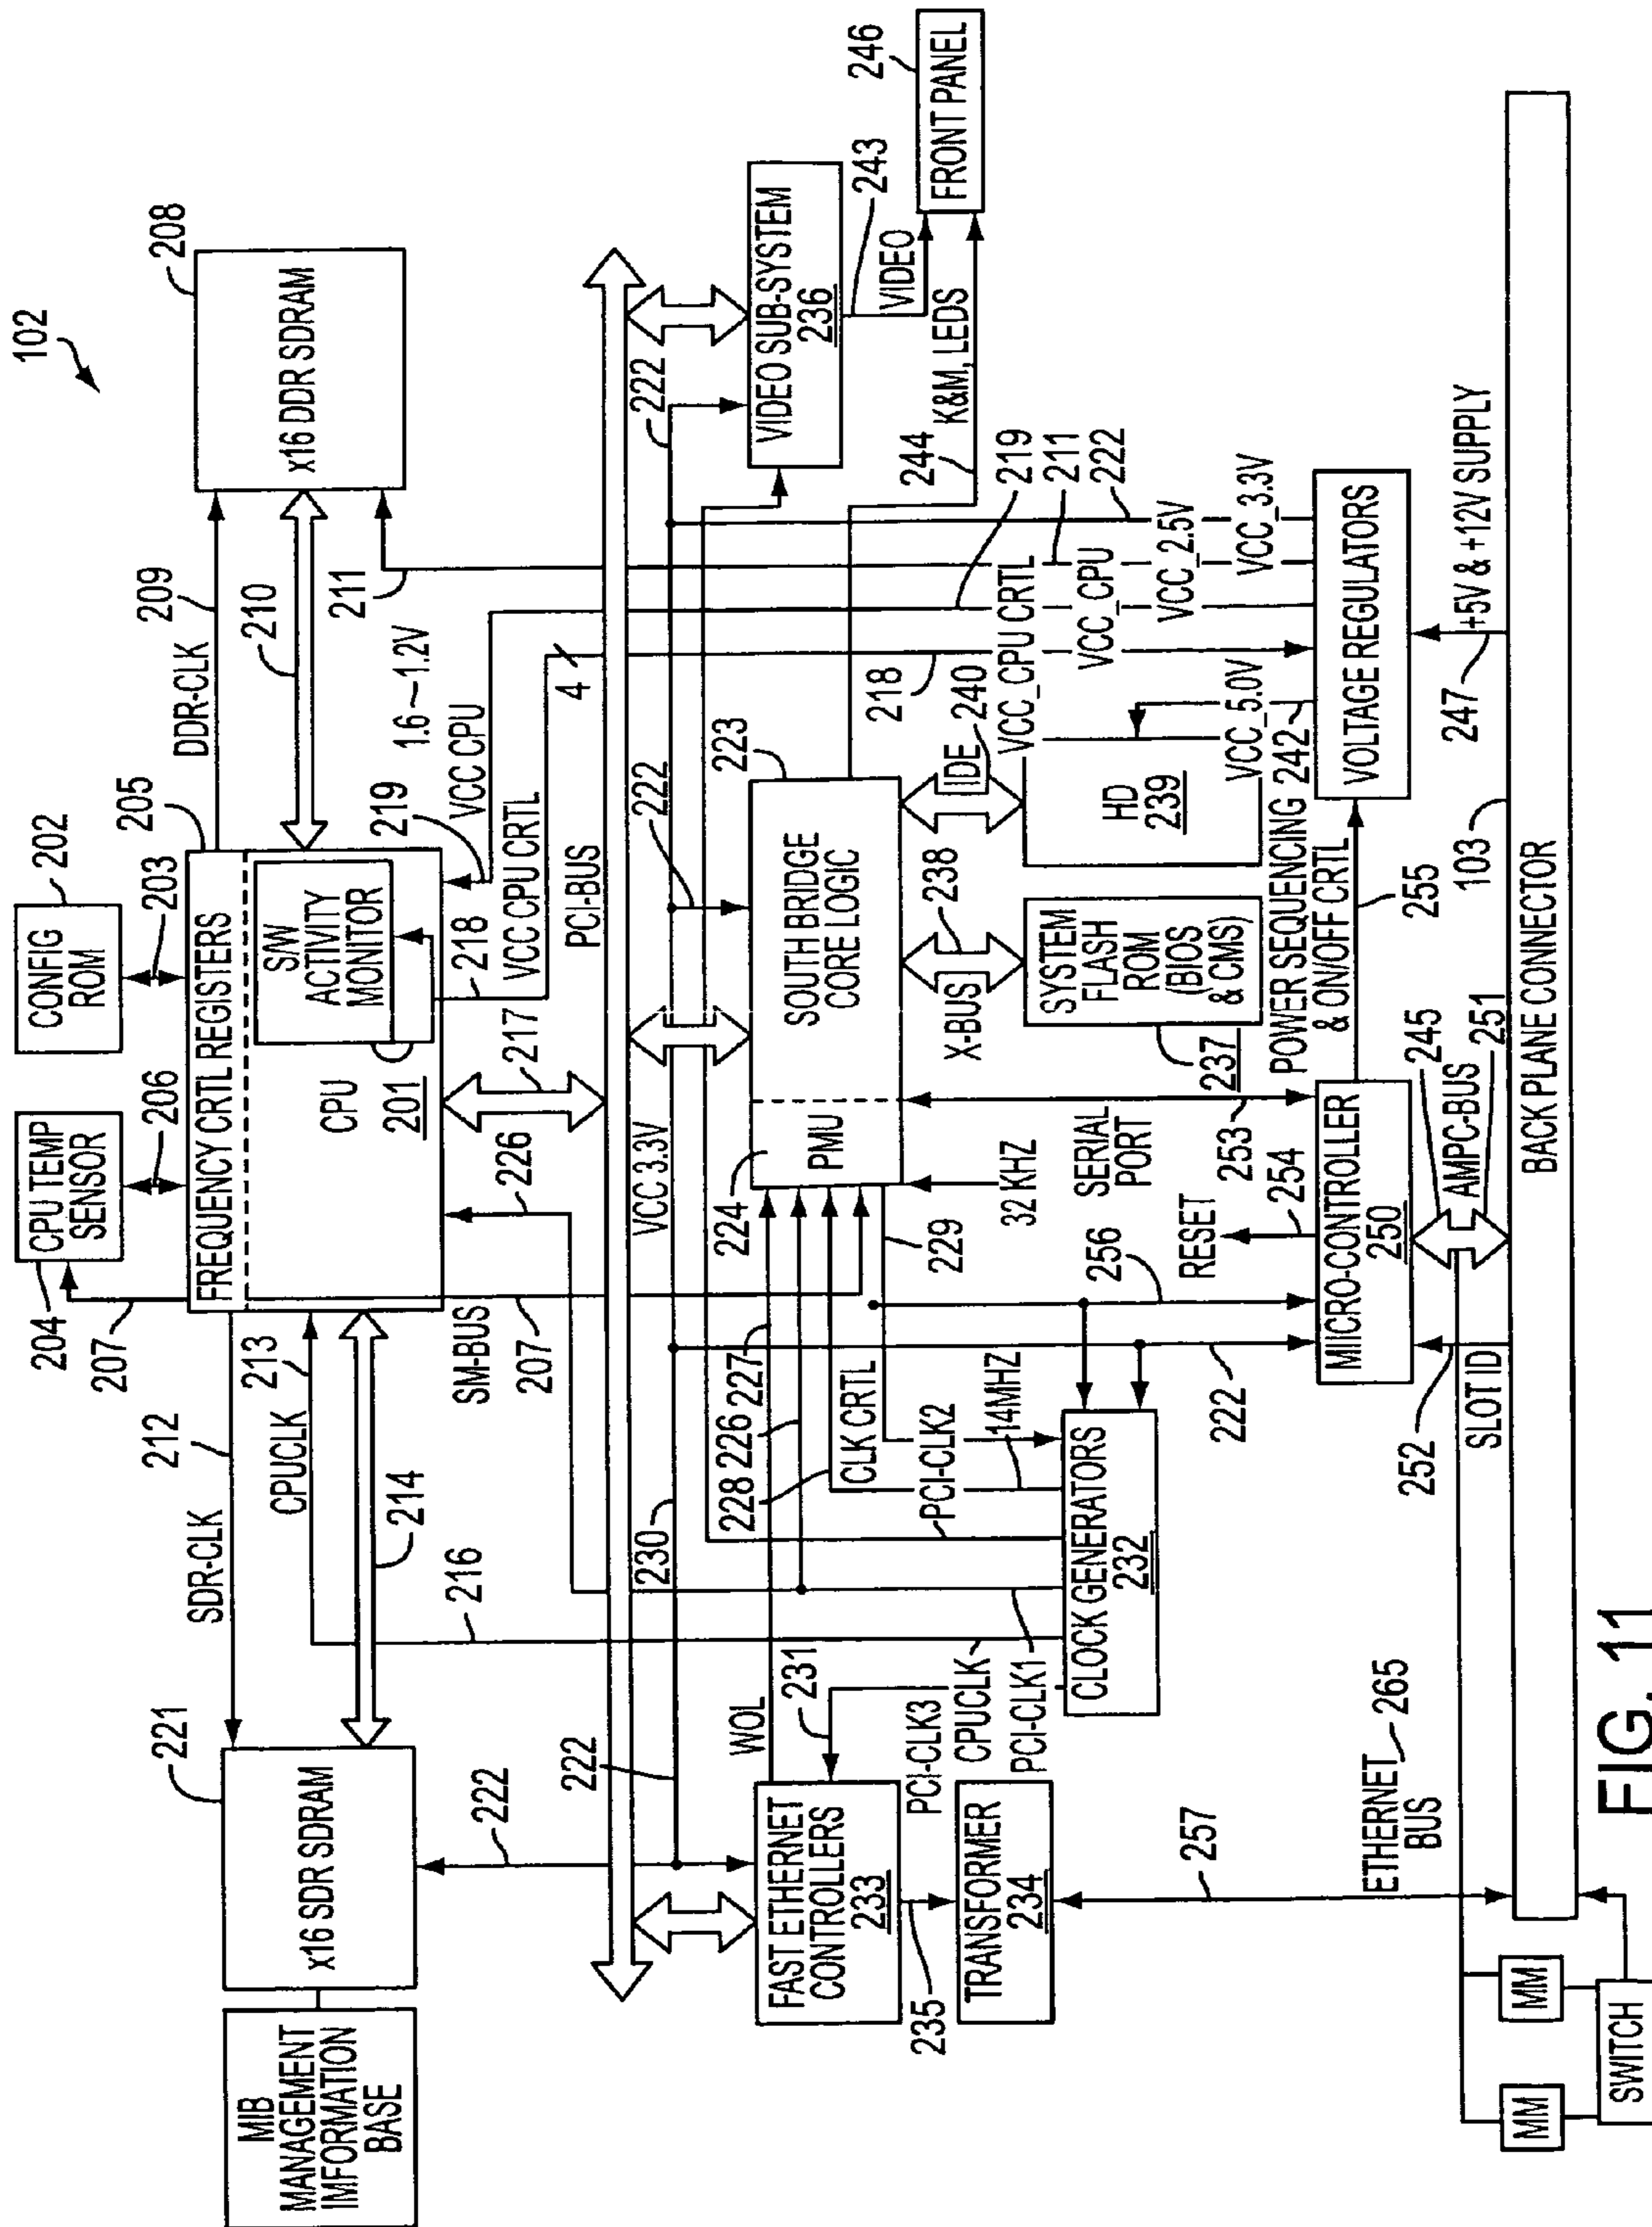 102
MIB
MANAGEMENT
IMFORMATION
BASE
221
x16 SDR SDRAM
222
SDR-CLK
212
CPUCLK
213
214
216
SM-BUS
207
207
204
CPU TEMP
SENSOR
206
CONFIG
ROM
202
203
205
FREQUENCY CRTL REGISTERS
S/W
ACTIVITY
MONITOR
CPU
201
226
217
218
219
VCC CPU
1.6~1.2V
VCC CPU CRTL
4
DDR-CLK
209
210
211
208
x16 DDR SDRAM
PCI-BUS
VCC 3.3V
222
230
222
222
FAST ETHERNET
CONTROLLERS
233
WOL
231
235
TRANSFORMER
234
257
227
226
228
CLK CRTL
PCI-CLK2
14MHZ
PCI-CLK3
CPUCLK
PCI-CLK1
CLOCK GENERATORS
232
229
32 KHZ
224
PMU
SOUTH BRIDGE
CORE LOGIC
223
VIDEO SUB-SYSTEM
236
243
VIDEO
246
FRONT PANEL
244
K&M, LEDS
X-BUS
238
IDE
240
SYSTEM
FLASH
ROM
(BIOS
& CMS)
237
HD
239
218
VCC_CPU CRTL
VCC_CPU
VCC_2.5V
VCC_3.3V
219
211
222
VCC_5.0V
242
SERIAL
PORT
253
RESET
254
256
222
MIICRO-CONTROLLER
250
POWER SEQUENCING
& ON/OFF CRTL
255
VOLTAGE REGULATORS
247
+5V & +12V SUPPLY
SLOT ID
252
245
AMPC-BUS
251
103
BACK PLANE CONNECTOR
ETHERNET
BUS
265
MM
MM
SWITCH
FIG. 11